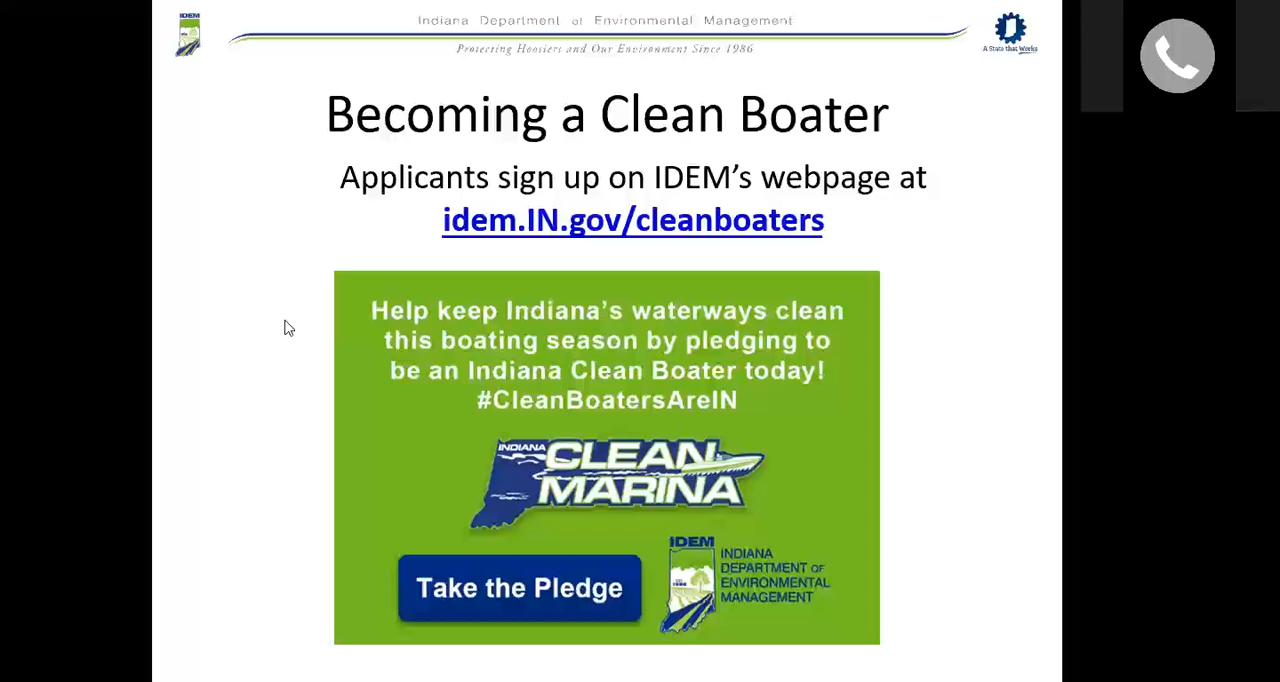 IDEM
Indiana Department of Environmental Management
Protecting Hoosiers and Our Environment Since 1986
A State that Works
Becoming a Clean Boater
Applicants sign up on IDEM’s webpage at
idem.IN.gov/cleanboaters
Help keep Indiana’s waterways clean
this boating season by pledging to
be an Indiana Clean Boater today!
#CleanBoatersAreIN
INDIANA
CLEAN
MARINA
Take the Pledge
IDEM
INDIANA
DEPARTMENT OF
ENVIRONMENTAL
MANAGEMENT